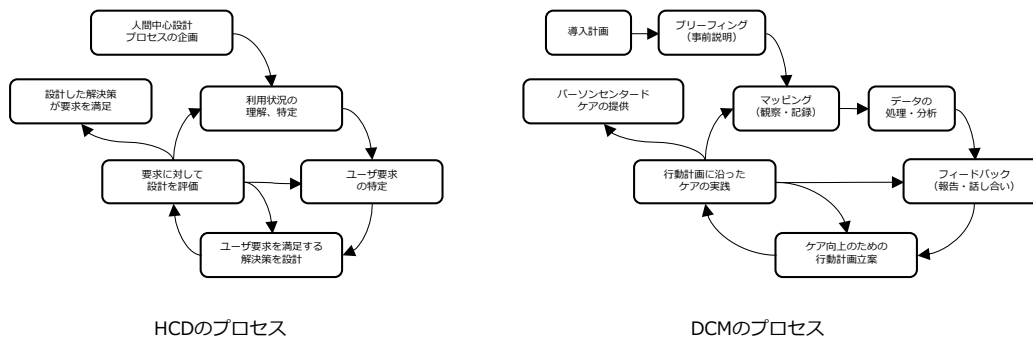 人間中心設計
プロセスの企画
設計した解決策
が要求を満足
利用状況の
理解、特定
要求に対して
設計を評価
ユーザ要求
の特定
ユーザ要求を満足する
解決策を設計
HCDのプロセス
導入計画
ブリーフィング
（事前説明）
パーソンセンタード
ケアの提供
マッピング
（観察・記録）
データの
処理・分析
行動計画に沿った
ケアの実践
フィードバック
（報告・話し合い）
ケア向上のための
行動計画立案
DCMのプロセス